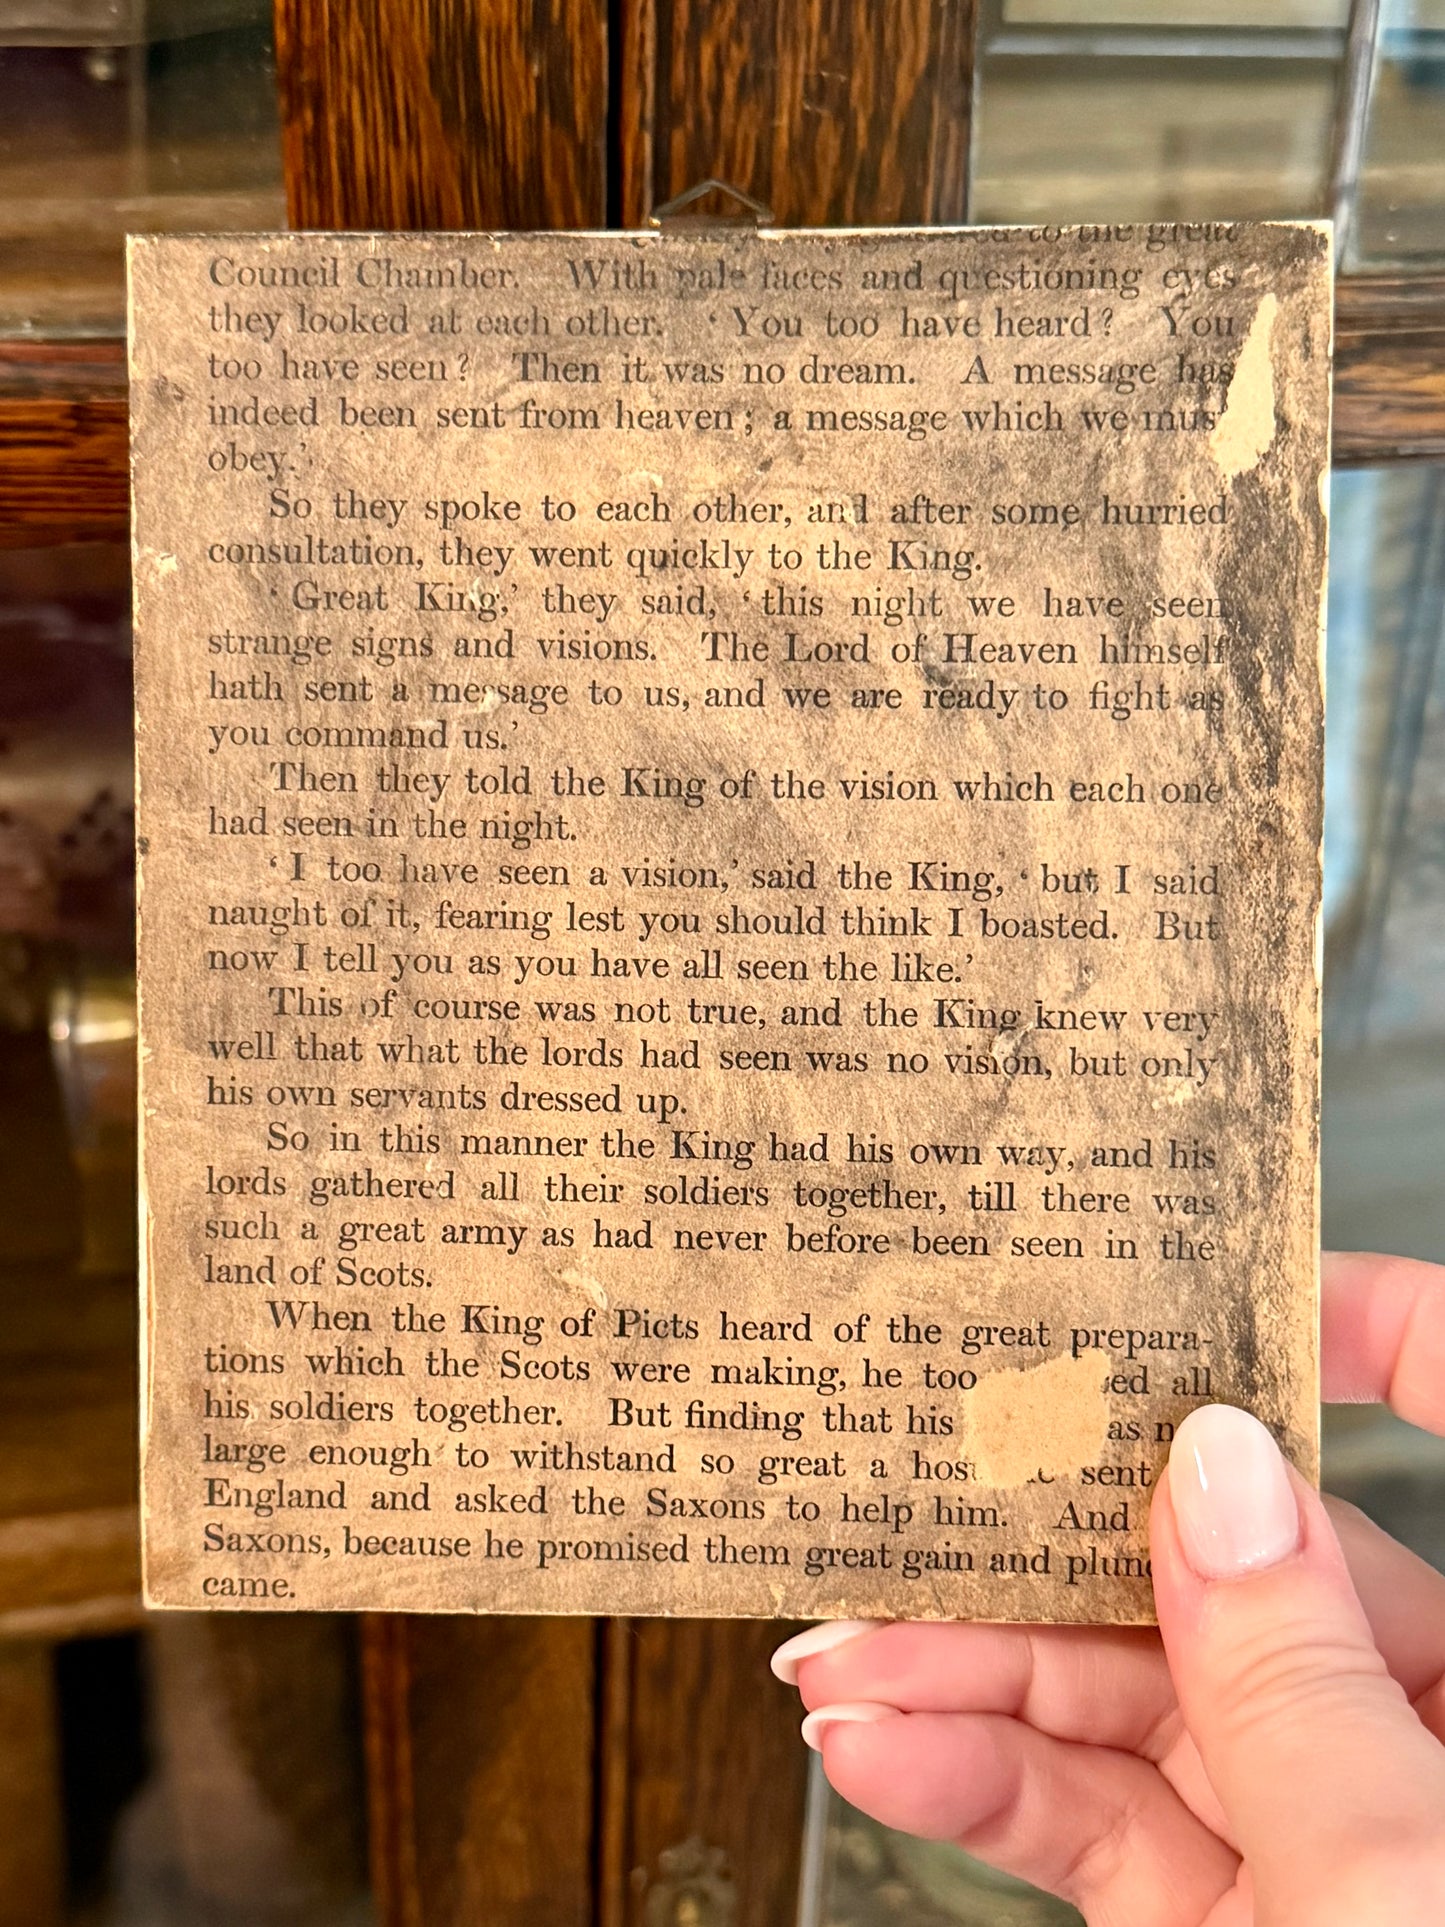 to the great
Council Chamber. With pale faces and questioning eyes
they looked at each other. ‘You too have heard? You
too have seen? Then it was no dream. A message has
indeed been sent from heaven; a message which we mus
obey.’
So they spoke to each other, and after some hurried
consultation, they went quickly to the King.
‘Great King,’ they said, ‘this night we have seen
strange signs and visions. The Lord of Heaven himself
hath sent a message to us, and we are ready to fight as
you command us.’
Then they told the King of the vision which each one
had seen in the night.
‘I too have seen a vision,’ said the King, ‘but I said
naught of it, fearing lest you should think I boasted. But
now I tell you as you have all seen the like.’
This of course was not true, and the King knew very
well that what the lords had seen was no vision, but only
his own servants dressed up.
So in this manner the King had his own way, and his
lords gathered all their soldiers together, till there was
such a great army as had never before been seen in the
land of Scots.
When the King of Picts heard of the great prepara-
tions which the Scots were making, he too ed all
his soldiers together. But finding that his as n
large enough to withstand so great a hos sent
England and asked the Saxons to help him. And
Saxons, because he promised them great gain and plun
came.